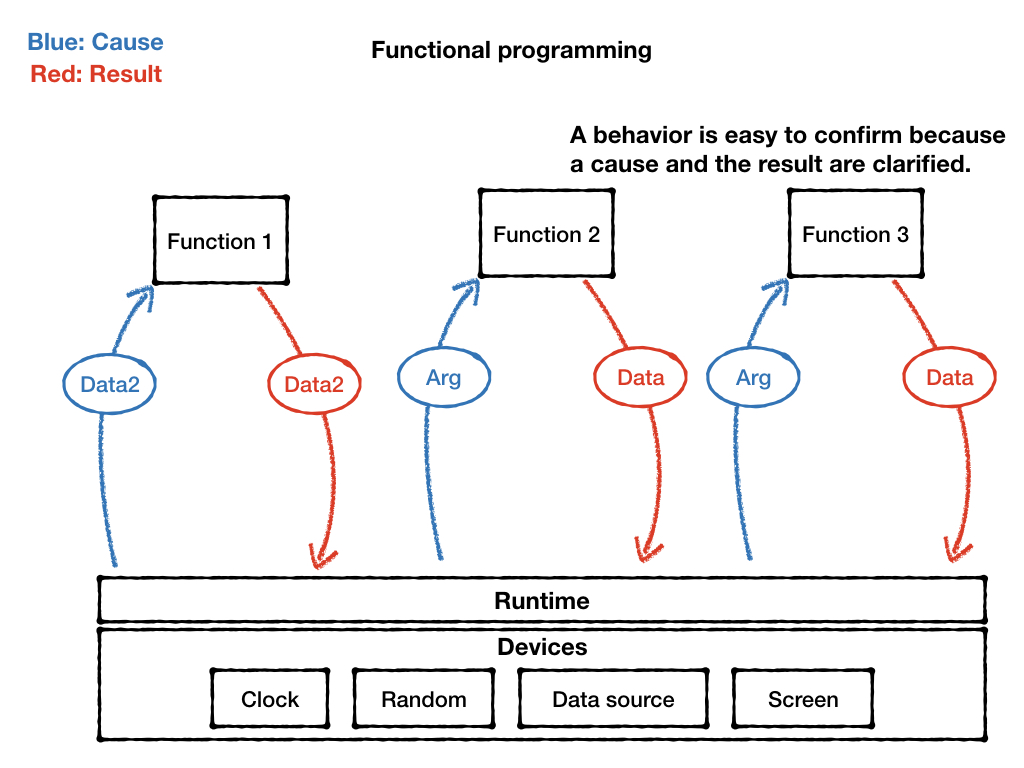 Blue: Cause
Red: Result
Functional programming
A behavior is easy to confirm because
a cause and the result are clarified.
Function 1
Function 2
Function 3
Data2
Data2
Arg
Data
Arg
Data
Runtime
Devices
Clock
Random
Data source
Screen